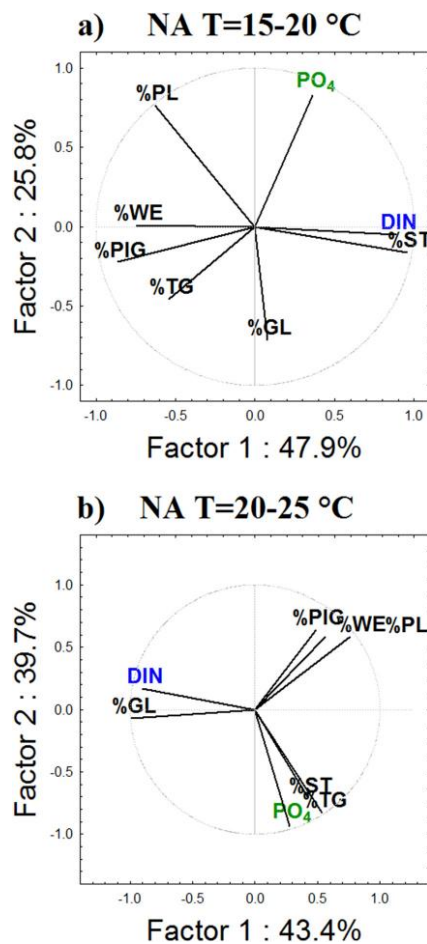 a) NA T=15-20 °C
1.0
PO4
%PL
0.5
%WE
DIN
0.0
%PIG
%ST
%TG
-0.5
%GL
-1.0
-1.0 -0.5 0.0 0.5 1.0
Factor 2 : 25.8%
Factor 1 : 47.9%
b) NA T=20-25 °C
1.0
%PIG %WE%PL
0.5
DIN
0.0
%GL
-0.5
%ST
% TG
PO4
-1.0
-1.0 -0.5 0.0 0.5 1.0
Factor 2 : 39.7%
Factor 1 : 43.4%